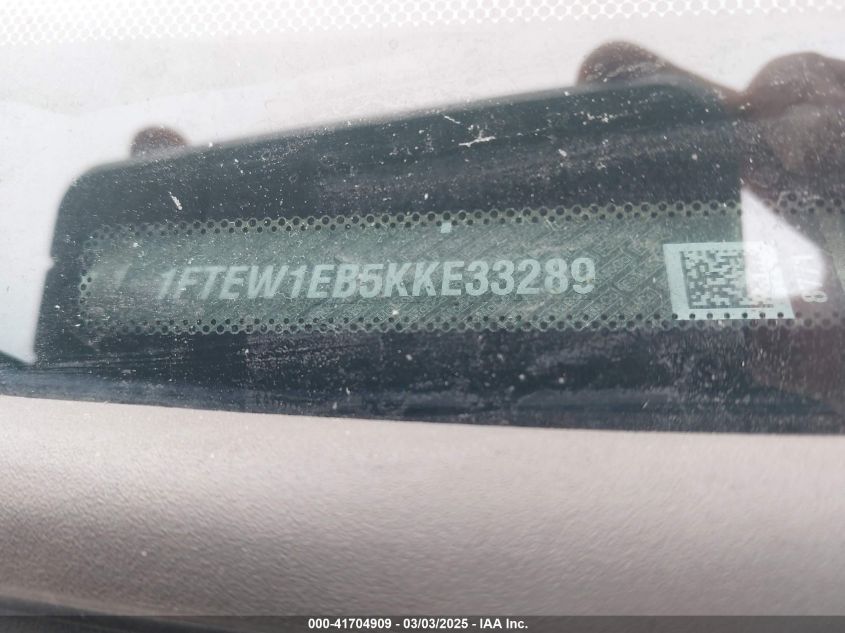 1FTEW1EB5KKE33289
000-41704909 - 03/03/2025 - IAA Inc.